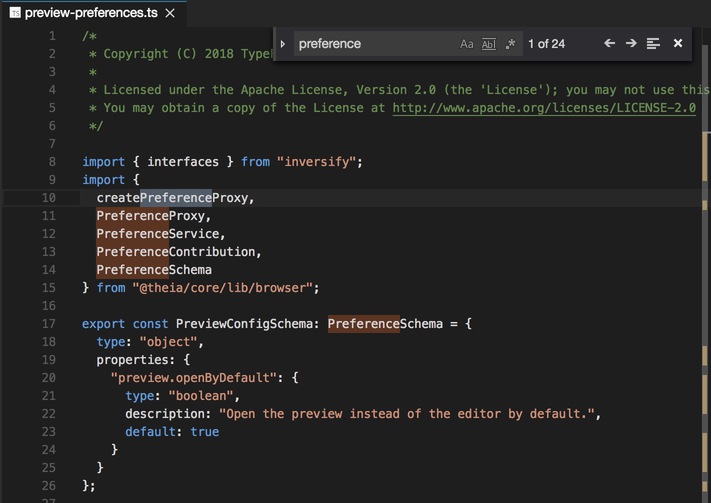 TS preview-preferences.ts ×
preference Aa Abl .* 1 of 24
1 /*
2  * Copyright (C) 2018
3  *
4  * Licensed under the Apache License, Version 2.0 (the 'License'); you may not use this
5  * You may obtain a copy of the License at http://www.apache.org/licenses/LICENSE-2.0
6  */
7
8 import { interfaces } from "inversify";
9 import {
10   createPreferenceProxy,
11   PreferenceProxy,
12   PreferenceService,
13   PreferenceContribution,
14   PreferenceSchema
15 } from "@theia/core/lib/browser";
16
17 export const PreviewConfigSchema: PreferenceSchema = {
18   type: "object",
19   properties: {
20     "preview.openByDefault": {
21       type: "boolean",
22       description: "Open the preview instead of the editor by default.",
23       default: true
24     }
25   }
26 };